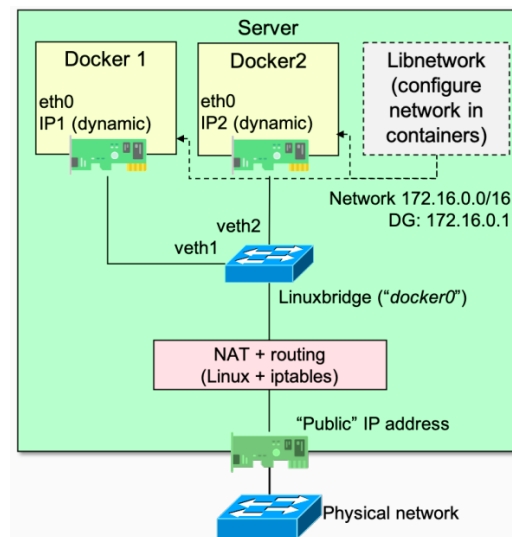 Server
Docker 1
eth0
IP1 (dynamic)
Docker2
eth0
IP2 (dynamic)
Libnetwork
(configure
network in
containers)
Network 172.16.0.0/16
DG: 172.16.0.1
veth2
veth1
Linuxbridge (“docker0”)
NAT + routing
(Linux + iptables)
“Public” IP address
Physical network